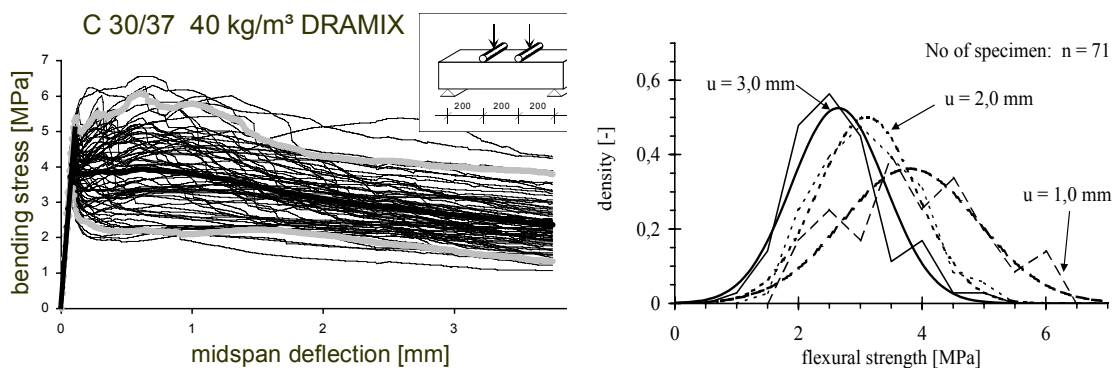 C 30/37 40 kg/m³ DRAMIX
200 200 200
bending stress [MPa]
7
6
5
4
3
2
1
0
0 1 2 3
midspan deflection [mm]
No of specimen: n = 71
u = 3,0 mm
u = 2,0 mm
u = 1,0 mm
density [-]
0,6
0,4
0,2
0
0 2 4 6
flexural strength [MPa]